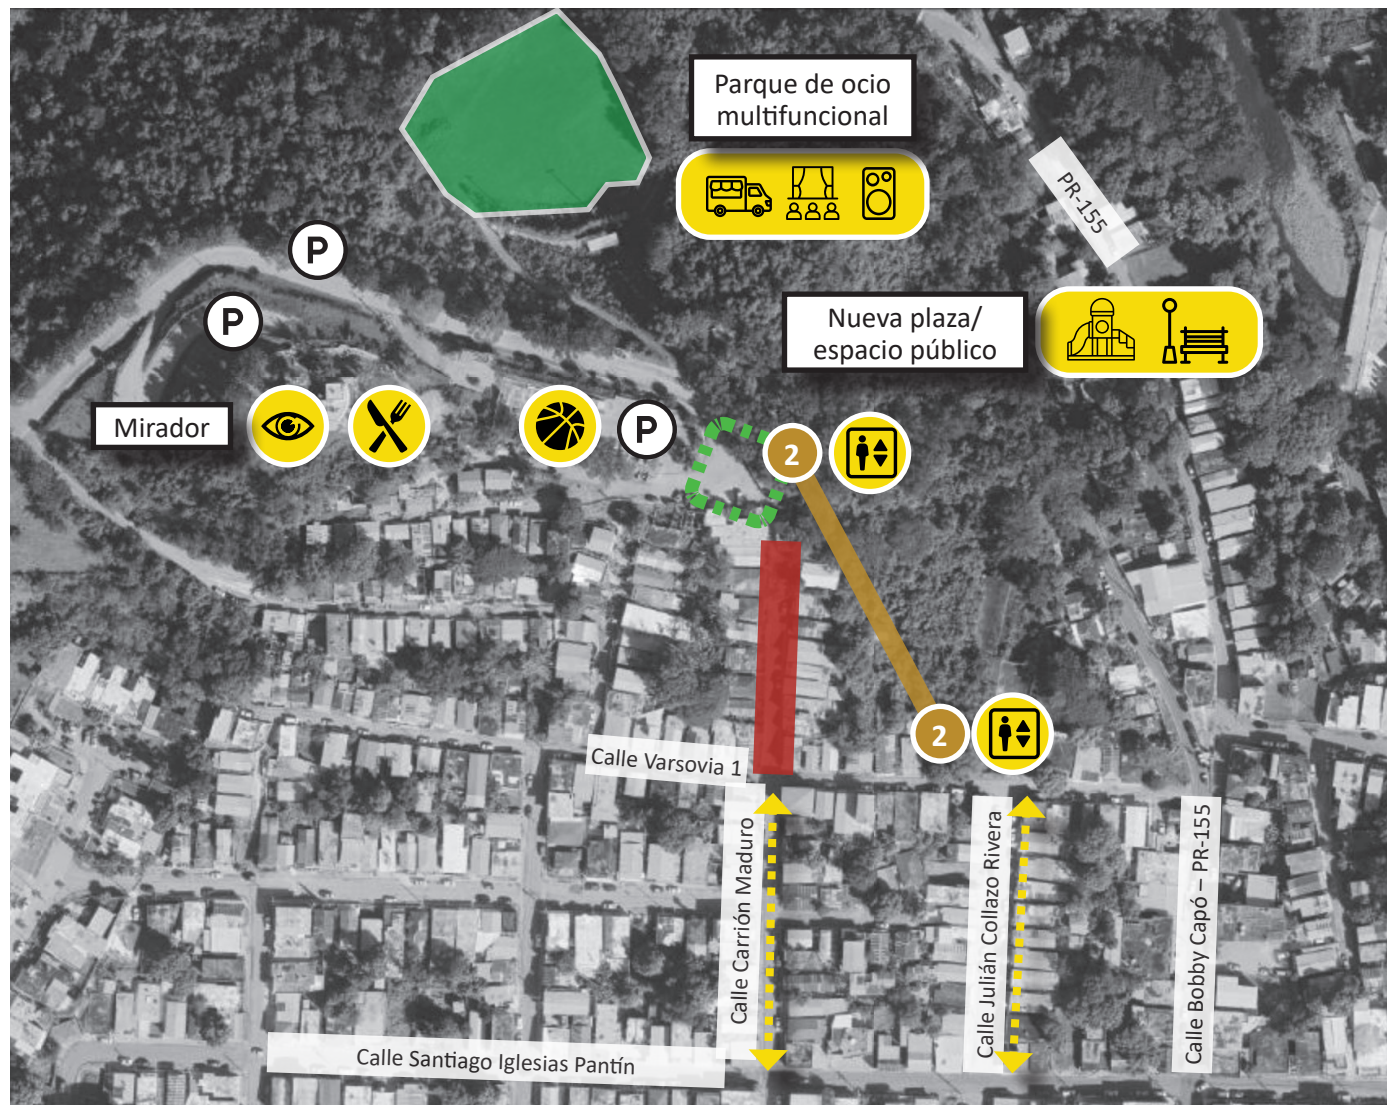 Parque de ocio
multifuncional
PR-155
P
P
Nueva plaza/
espacio público
Mirador
P
2
2
Calle Varsovia 1
Calle Carrión Maduro
Calle Julián Collazo Rivera
Calle Bobby Capó – PR-155
Calle Santiago Iglesias Pantín